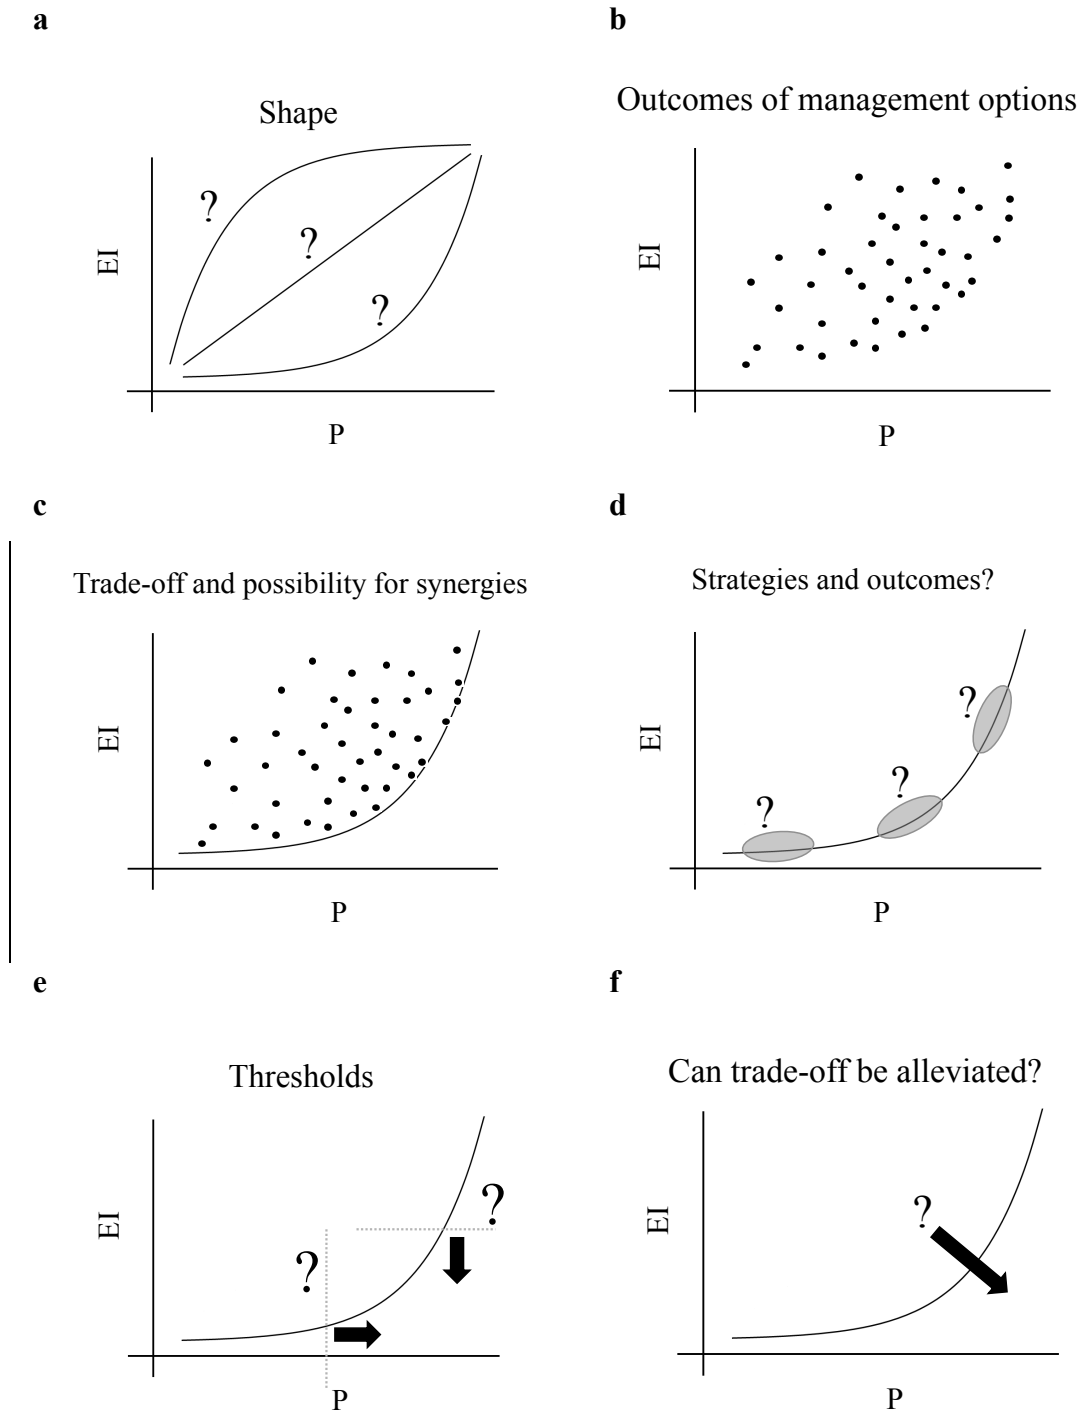 a
Shape
?
?
?
EI
P
b
Outcomes of management options
EI
P
c
Trade-off and possibility for synergies
EI
P
d
Strategies and outcomes?
?
?
?
EI
P
e
Thresholds
?
?
EI
P
f
Can trade-off be alleviated?
?
EI
P